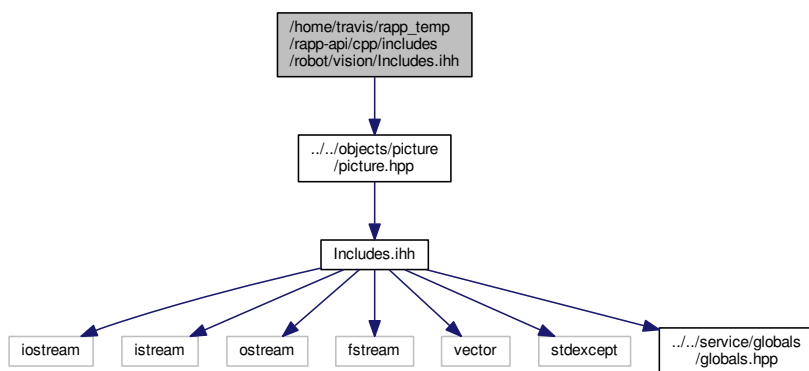 /home/travis/rapp_temp
/rapp-api/cpp/includes
/robot/vision/Includes.ihh
../../objects/picture
/picture.hpp
Includes.ihh
iostream
istream
ostream
fstream
vector
stdexcept
../../service/globals
/globals.hpp